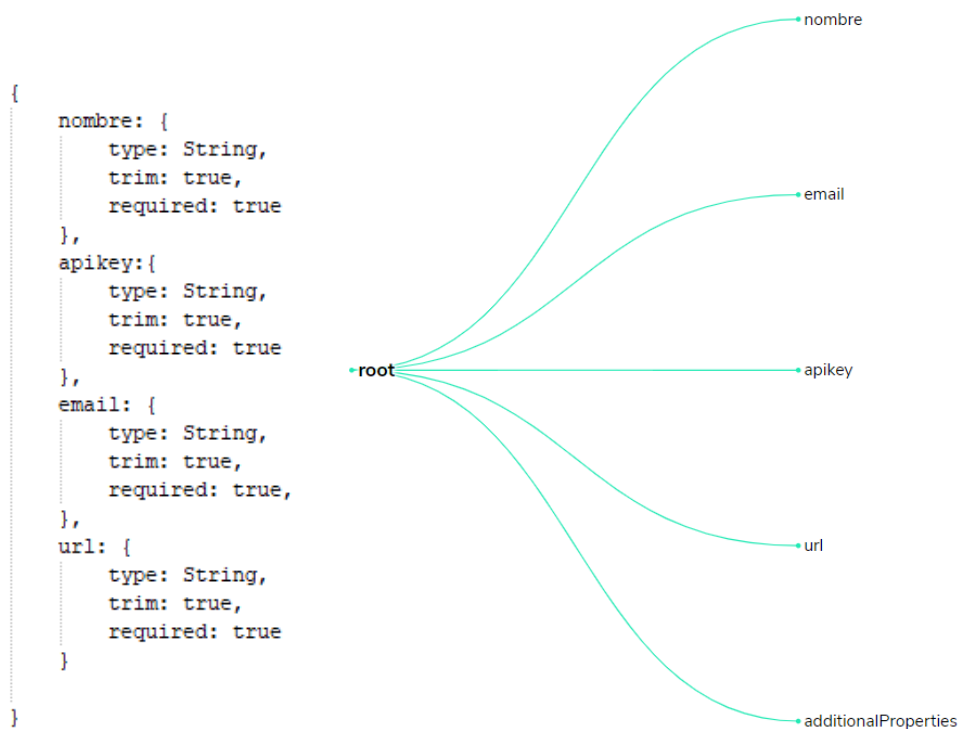 {
nombre: {
type: String,
trim: true,
required: true
},
apikey:{
type: String,
trim: true,
required: true
},
email: {
type: String,
trim: true,
required: true,
},
url: {
type: String,
trim: true,
required: true
}
}
root
nombre
email
apikey
url
additionalProperties